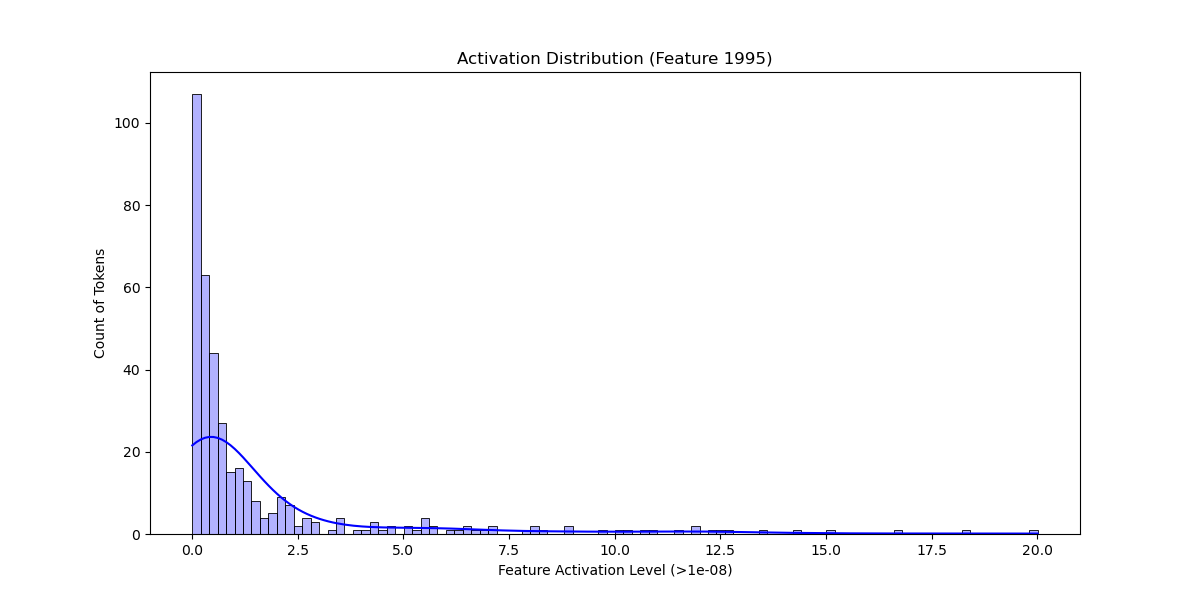 Activation Distribution (Feature 1995)
Count of Tokens
100
80
60
40
20
0
0.0 2.5 5.0 7.5 10.0 12.5 15.0 17.5 20.0
Feature Activation Level (>1e-08)